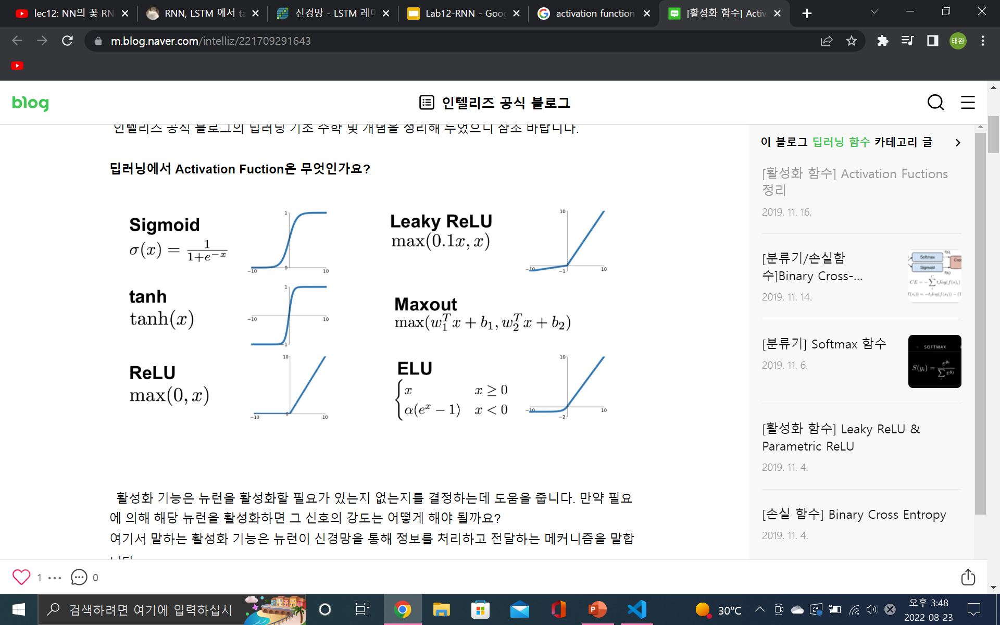 lec12: NN의 꽃 RN
RNN, LSTM 에서 ta
신경망 - LSTM 레이
Lab12-RNN - Goog
activation function
[활성화 함수] Activ
m.blog.naver.com/intelliz/221709291643
태완
blog
인텔리즈 공식 블로그
인텔리즈 공식 블로그의 딥러닝 기초 수학 및 개념을 정리해 두었으니 참조 바랍니다.
딥러닝에서 Activation Fuction은 무엇인가요?
Sigmoid
σ(x) = 1/(1+e^{-x})
1
-10 0 10
Leaky ReLU
max(0.1x, x)
10
-10 -1 10
tanh
tanh(x)
1
-10 10
-1
Maxout
max(w_1^T x + b_1, w_2^T x + b_2)
ReLU
max(0, x)
10
-10 0 10
ELU
x x ≥ 0
α(e^x − 1) x < 0
10
-10 -2 10
활성화 기능은 뉴런을 활성화할 필요가 있는지 없는지를 결정하는데 도움을 줍니다. 만약 필요
에 의해 해당 뉴런을 활성화하면 그 신호의 강도는 어떻게 해야 될까요?
여기서 말하는 활성화 기능은 뉴런이 신경망을 통해 정보를 처리하고 전달하는 메커니즘을 말합
니다
이 블로그 딥러닝 함수 카테고리 글
[활성화 함수] Activation Fuctions
정리
2019. 11. 16.
[분류기/손실함
수]Binary Cross-...
2019. 11. 14.
Softmax
Sigmoid
Cros
[분류기] Softmax 함수
2019. 11. 6.
SOFTMAX
S(y_i) = e^{y_i} / ∑ e^{y_j}
[활성화 함수] Leaky ReLU &
Parametric ReLU
2019. 11. 4.
[손실 함수] Binary Cross Entropy
2019. 11. 4.
1 ··· 0
검색하려면 여기에 입력하십시
30°C
오후 3:48
2022-08-23